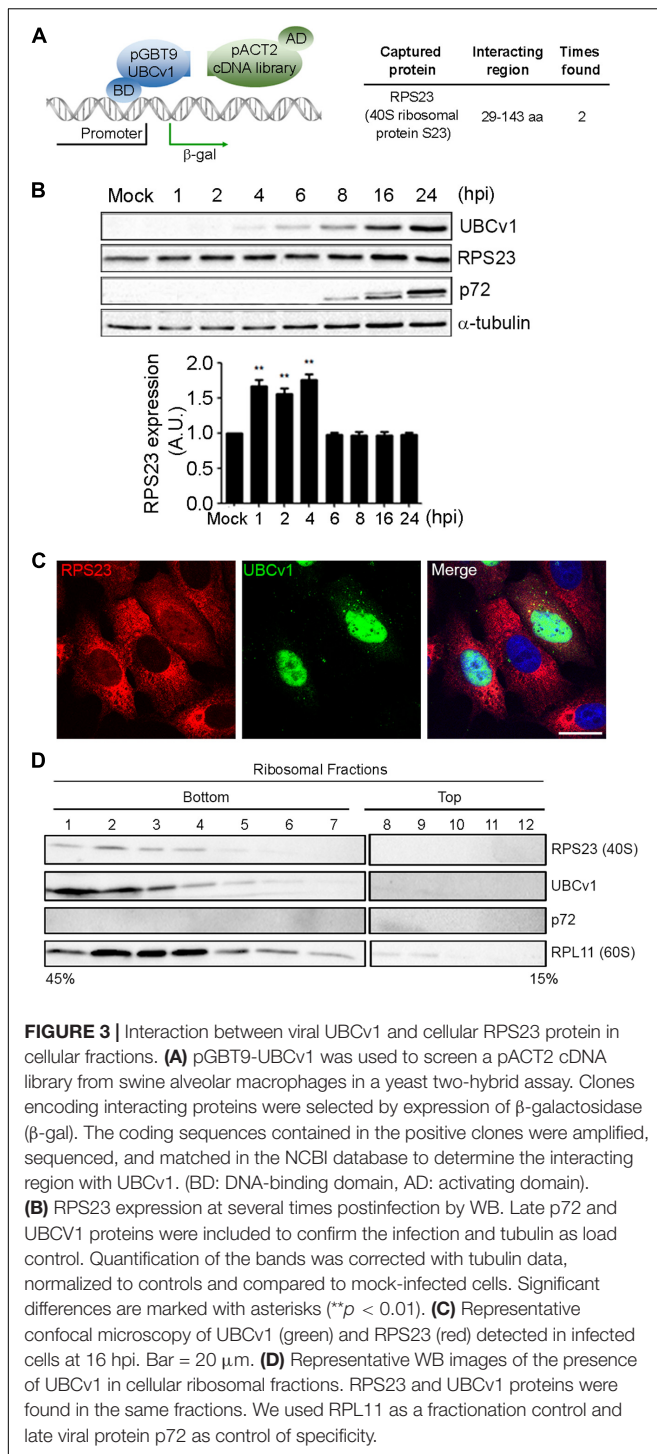 A
pGBT9
UBCv1
BD
AD
pACT2
cDNA library
Promoter
β-gal
Captured protein
Interacting region
Times found
RPS23
(40S ribosomal
protein S23)
29-143 aa
2
B
Mock 1 2 4 6 8 16 24 (hpi)
UBCv1
RPS23
p72
α-tubulin
RPS23 expression
(A.U.)
2.0
1.5
1.0
0.5
0.0
** ** **
Mock 1 2 4 6 8 16 24 (hpi)
C
RPS23
UBCv1
Merge
D
Ribosomal Fractions
Bottom Top
1 2 3 4 5 6 7 8 9 10 11 12
RPS23 (40S)
UBCv1
p72
RPL11 (60S)
45% 15%
FIGURE 3 | Interaction between viral UBCv1 and cellular RPS23 protein in
cellular fractions. (A) pGBT9-UBCv1 was used to screen a pACT2 cDNA
library from swine alveolar macrophages in a yeast two-hybrid assay. Clones
encoding interacting proteins were selected by expression of β-galactosidase
(β-gal). The coding sequences contained in the positive clones were amplified,
sequenced, and matched in the NCBI database to determine the interacting
region with UBCv1. (BD: DNA-binding domain, AD: activating domain).
(B) RPS23 expression at several times postinfection by WB. Late p72 and
UBCV1 proteins were included to confirm the infection and tubulin as load
control. Quantification of the bands was corrected with tubulin data,
normalized to controls and compared to mock-infected cells. Significant
differences are marked with asterisks (**p < 0.01). (C) Representative
confocal microscopy of UBCv1 (green) and RPS23 (red) detected in infected
cells at 16 hpi. Bar = 20 μm. (D) Representative WB images of the presence
of UBCv1 in cellular ribosomal fractions. RPS23 and UBCv1 proteins were
found in the same fractions. We used RPL11 as a fractionation control and
late viral protein p72 as control of specificity.